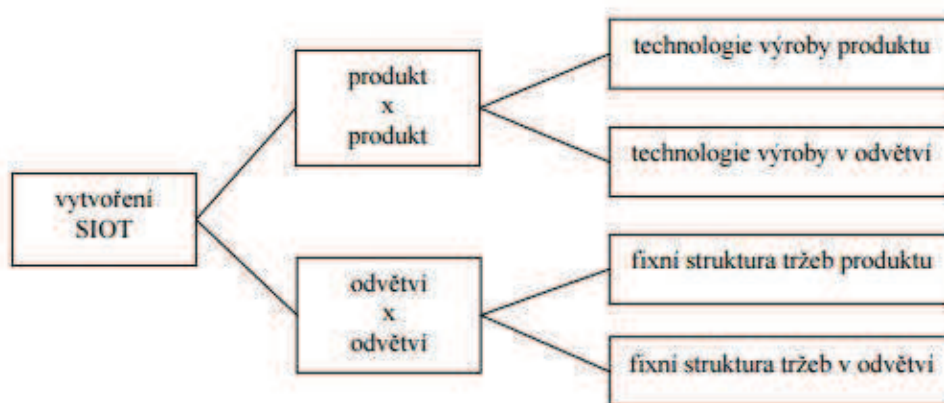 vytvoření
SIOT
produkt
x
produkt
odvětví
x
odvětví
technologie výroby produktu
technologie výroby v odvětví
fixní struktura tržeb produktu
fixní struktura tržeb v odvětví